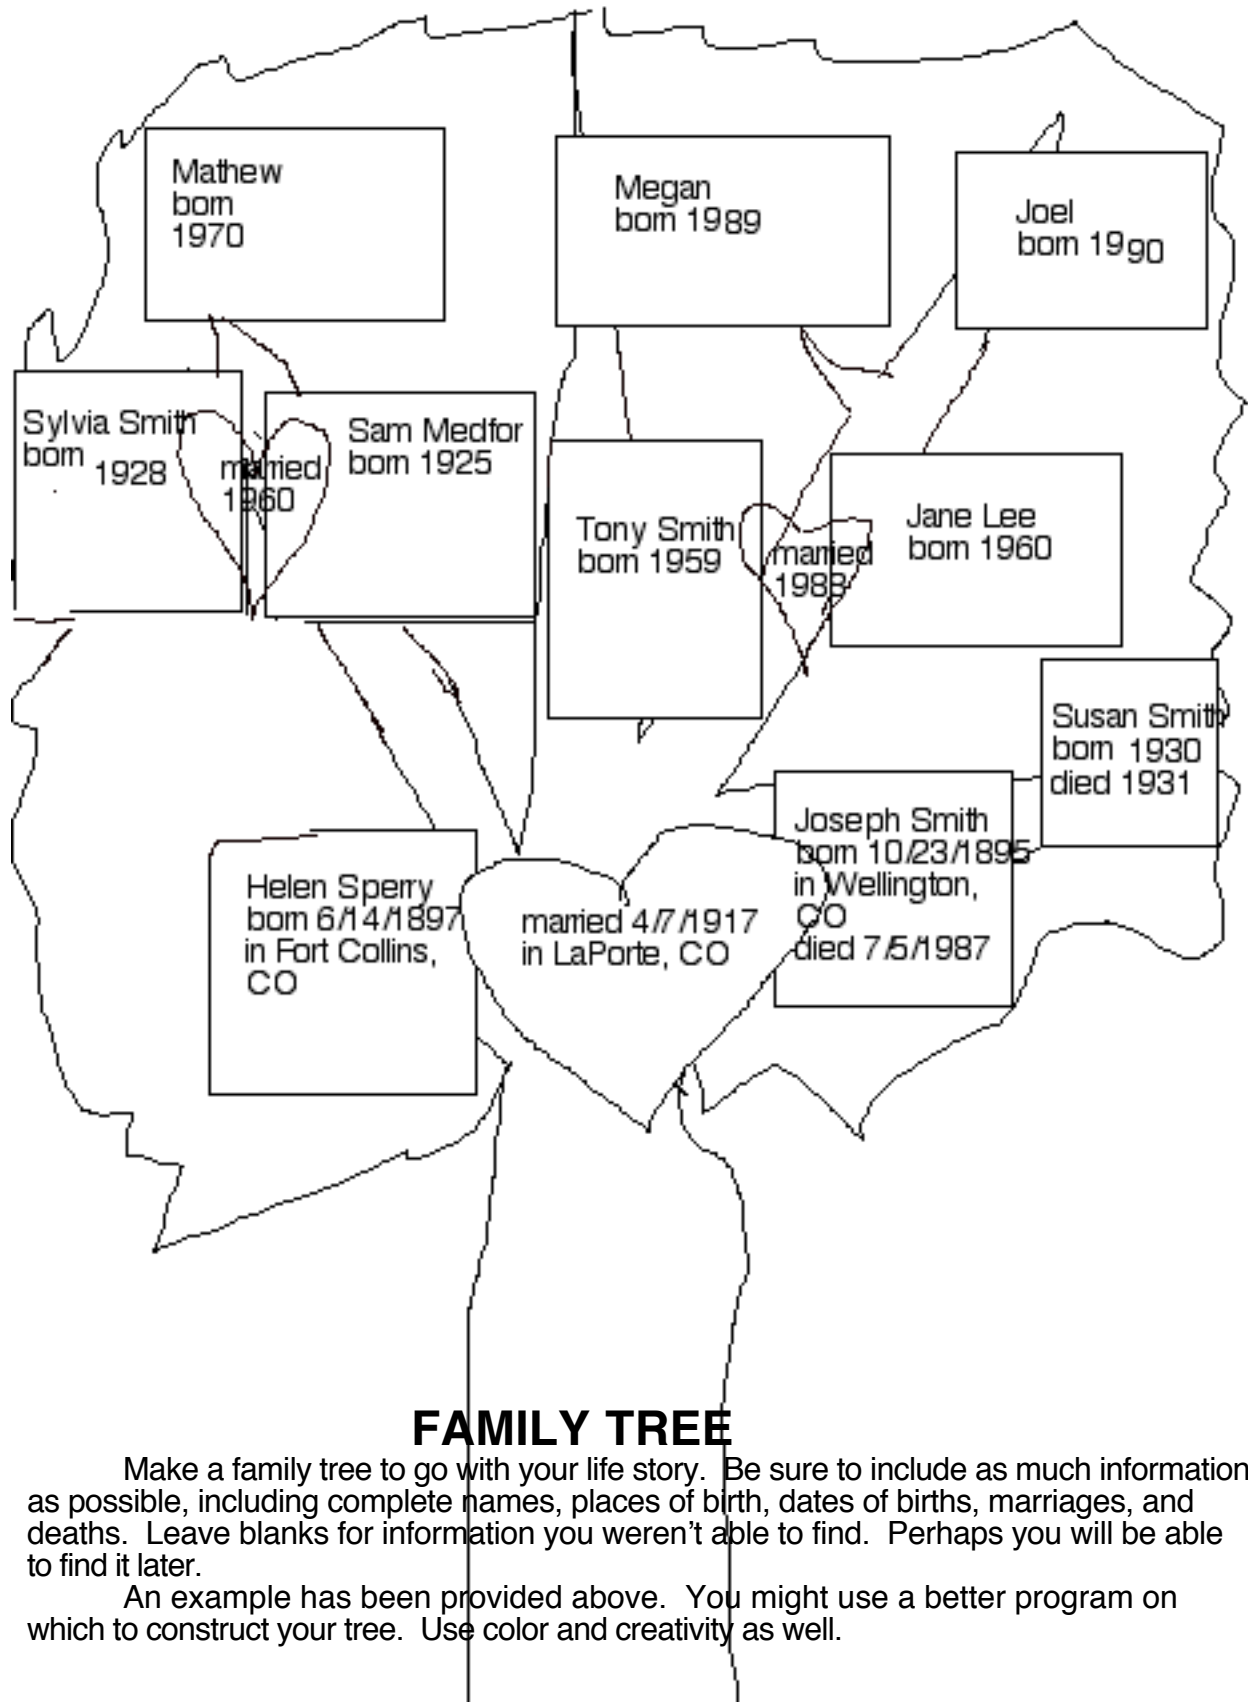 Mathew
born
1970
Megan
born 1989
Joel
born 1990
Sylvia Smith
born 1928
married
1960
Sam Medfor
born 1925
Tony Smith
born 1959
married
1988
Jane Lee
born 1960
Susan Smith
born 1930
died 1931
Helen Sperry
born 6/14/1897
in Fort Collins,
CO
married 4/7/1917
in LaPorte, CO
Joseph Smith
born 10/23/1895
in Wellington,
CO
died 7/5/1987
FAMILY TREE
Make a family tree to go with your life story.  Be sure to include as much information
as possible, including complete names, places of birth, dates of births, marriages, and
deaths.  Leave blanks for information you weren’t able to find.  Perhaps you will be able
to find it later.
An example has been provided above.  You might use a better program on
which to construct your tree.  Use color and creativity as well.